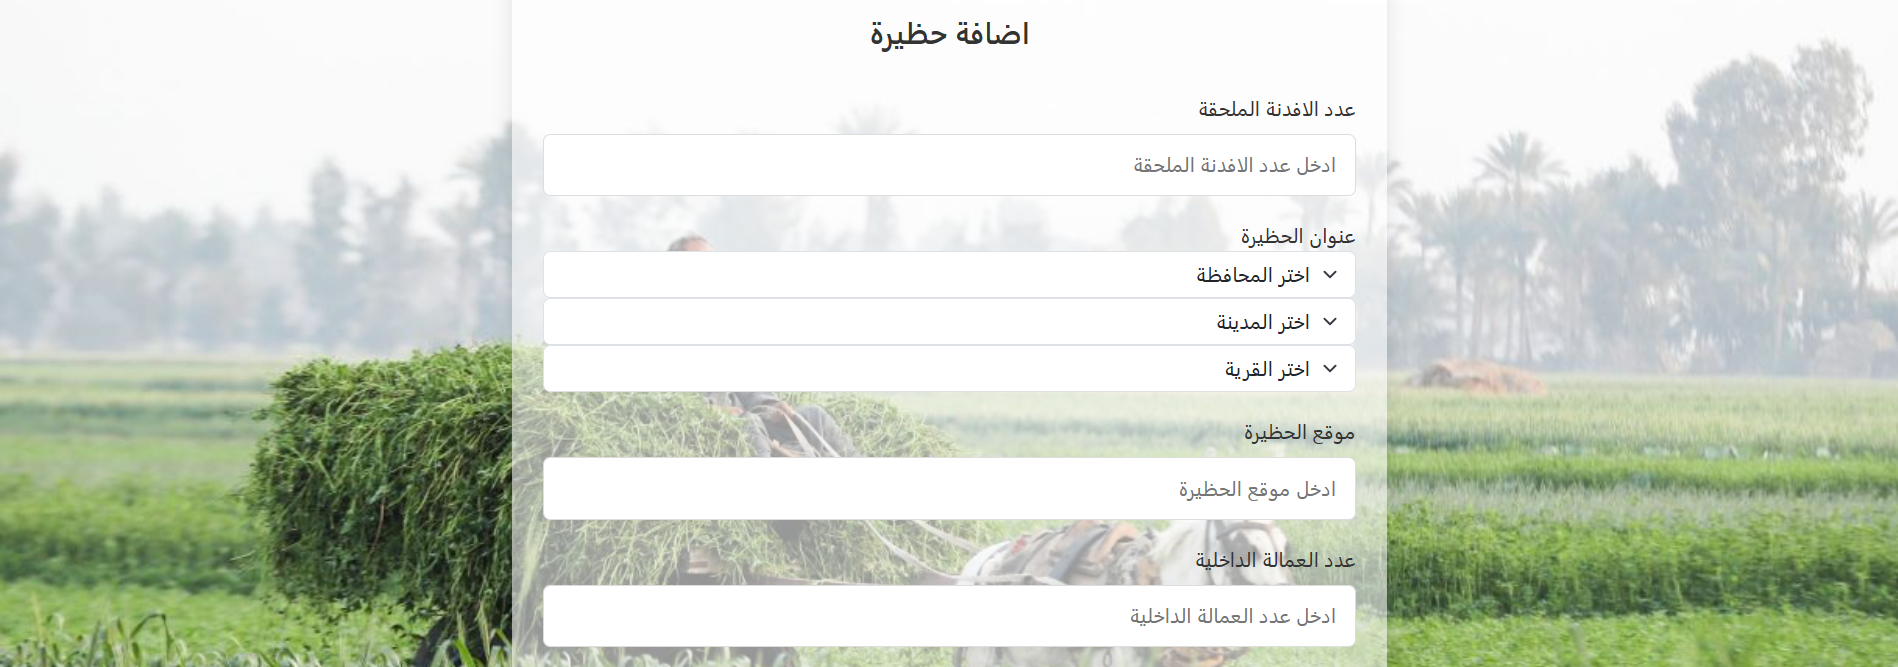 اضافة حظيرة
عدد الافدنة الملحقة
ادخل عدد الافدنة الملحقة
عنوان الحظيرة
اختر المحافظة
اختر المدينة
اختر القرية
موقع الحظيرة
ادخل موقع الحظيرة
عدد العمالة الداخلية
ادخل عدد العمالة الداخلية